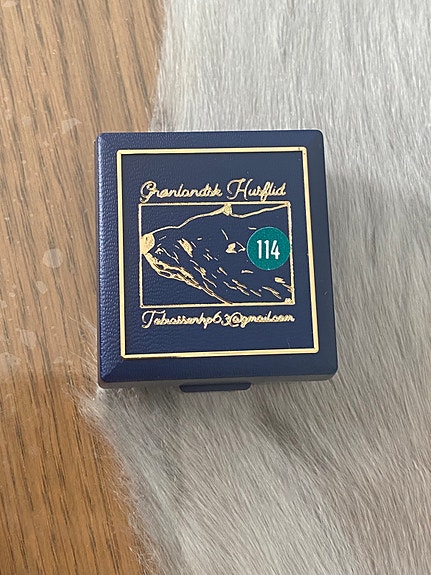 Grønlandsk Husflid
114
Tobiassenhp63@gmail.com